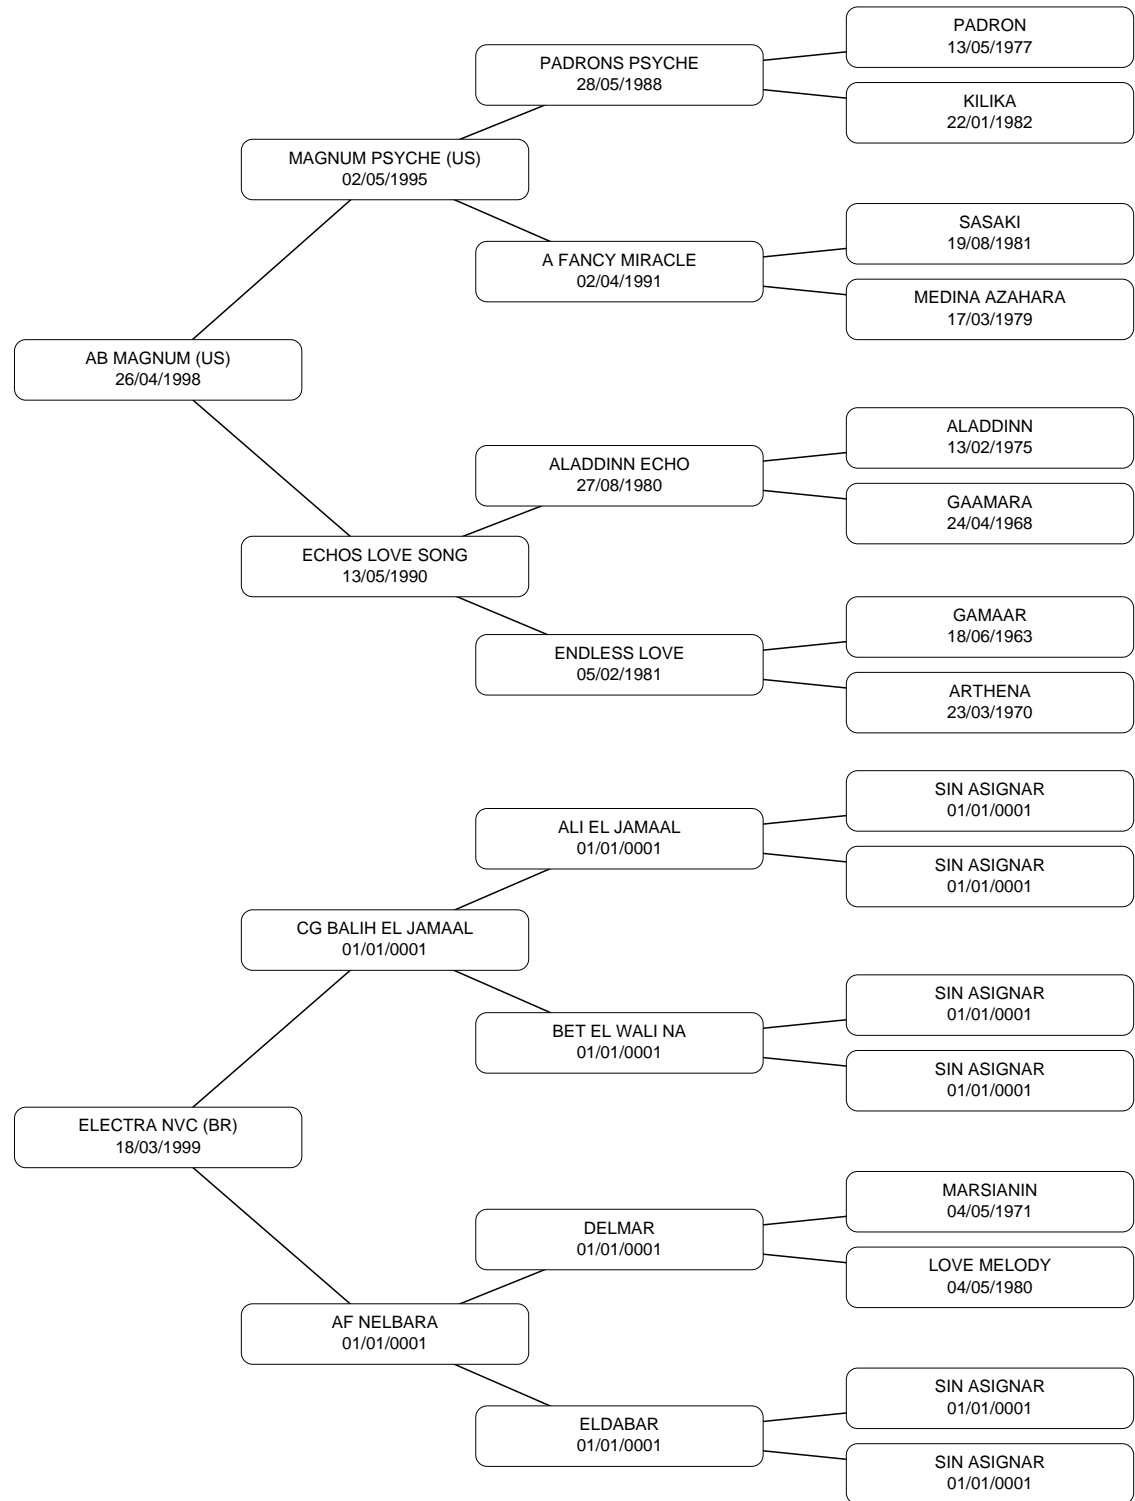 PADRON
13/05/1977
PADRONS PSYCHE
28/05/1988
KILIKA
22/01/1982
MAGNUM PSYCHE (US)
02/05/1995
SASAKI
19/08/1981
A FANCY MIRACLE
02/04/1991
MEDINA AZAHARA
17/03/1979
AB MAGNUM (US)
26/04/1998
ALADDINN
13/02/1975
ALADDINN ECHO
27/08/1980
GAAMARA
24/04/1968
ECHOS LOVE SONG
13/05/1990
GAMAAR
18/06/1963
ENDLESS LOVE
05/02/1981
ARTHENA
23/03/1970
SIN ASIGNAR
01/01/0001
ALI EL JAMAAL
01/01/0001
SIN ASIGNAR
01/01/0001
CG BALIH EL JAMAAL
01/01/0001
SIN ASIGNAR
01/01/0001
BET EL WALI NA
01/01/0001
SIN ASIGNAR
01/01/0001
ELECTRA NVC (BR)
18/03/1999
MARSIANIN
04/05/1971
DELMAR
01/01/0001
LOVE MELODY
04/05/1980
AF NELBARA
01/01/0001
SIN ASIGNAR
01/01/0001
ELDABAR
01/01/0001
SIN ASIGNAR
01/01/0001